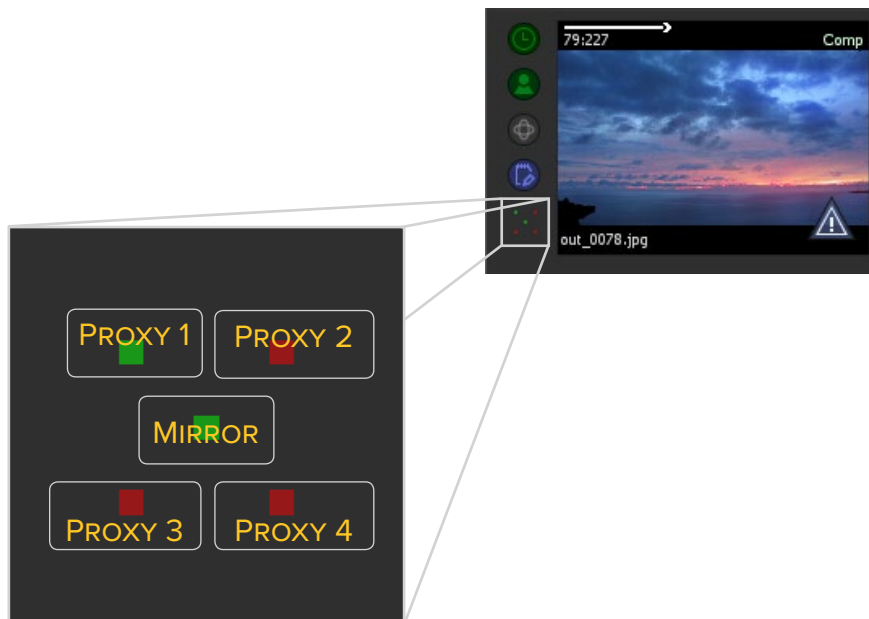 79:227 Comp
out_0078.jpg
PROXY 1 PROXY 2
MIRROR
PROXY 3 PROXY 4